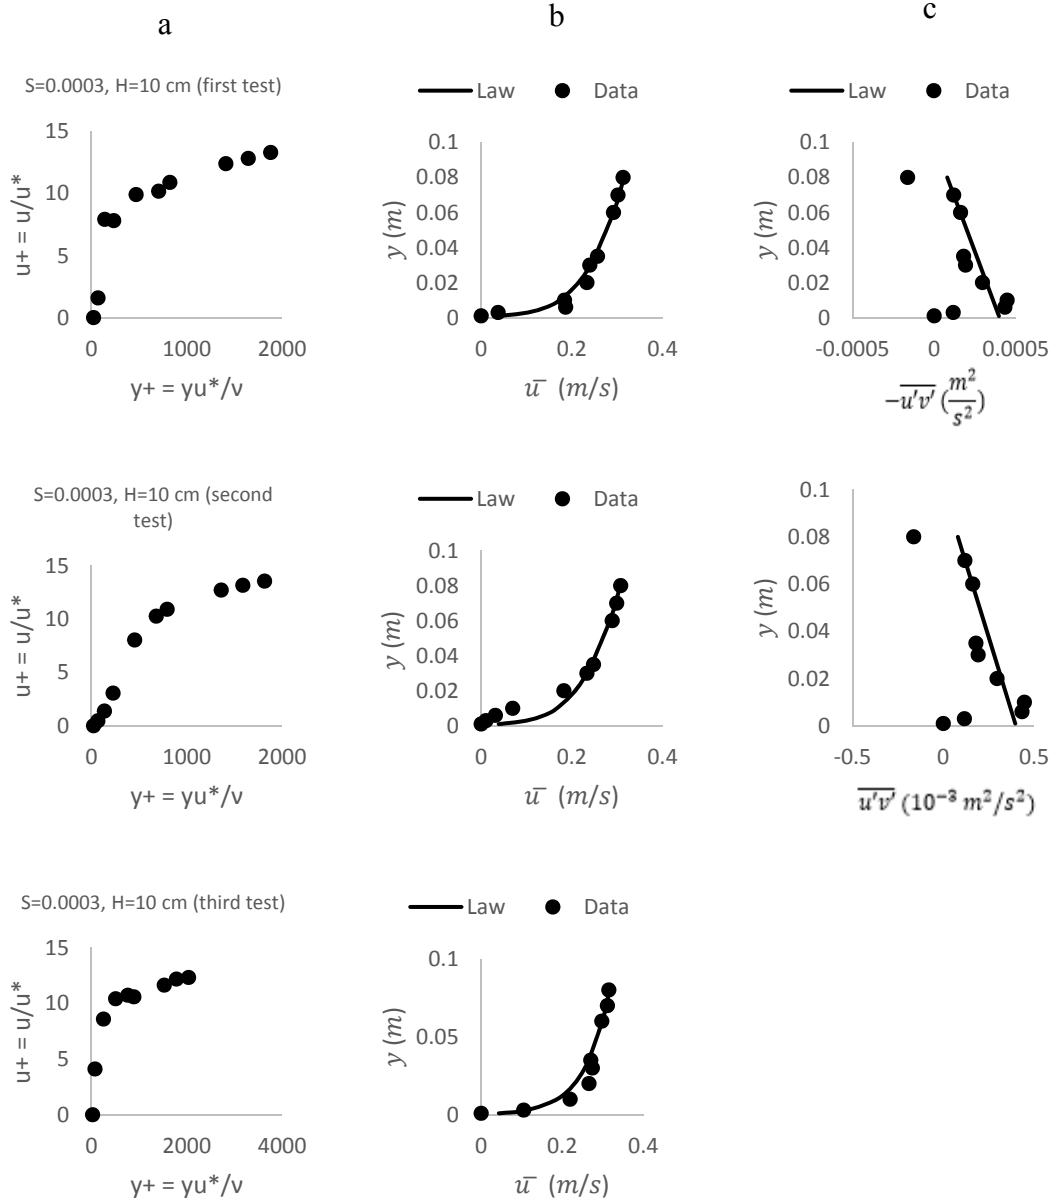 a
b
c
S=0.0003, H=10 cm (first test)
Law Data
Law Data
u+ = u/u*
15
10
5
0
0 1000 2000
y+ = yu*/ν
y (m)
0.1
0.08
0.06
0.04
0.02
0
0 0.2 0.4
u̅ (m/s)
y (m)
0.1
0.08
0.06
0.04
0.02
0
-0.0005 0 0.0005
−u'v' (m²/s²)
S=0.0003, H=10 cm (second
test)
Law Data
u+ = u/u*
15
10
5
0
0 1000 2000
y+ = yu*/ν
y (m)
0.1
0.08
0.06
0.04
0.02
0
0 0.2 0.4
u̅ (m/s)
y (m)
0.1
0.08
0.06
0.04
0.02
0
-0.5 0 0.5
u'v' (10⁻³ m²/s²)
S=0.0003, H=10 cm (third test)
Law Data
u+ = u/u*
15
10
5
0
0 2000 4000
y+ = yu*/ν
y (m)
0.1
0.05
0
0 0.2 0.4
u̅ (m/s)